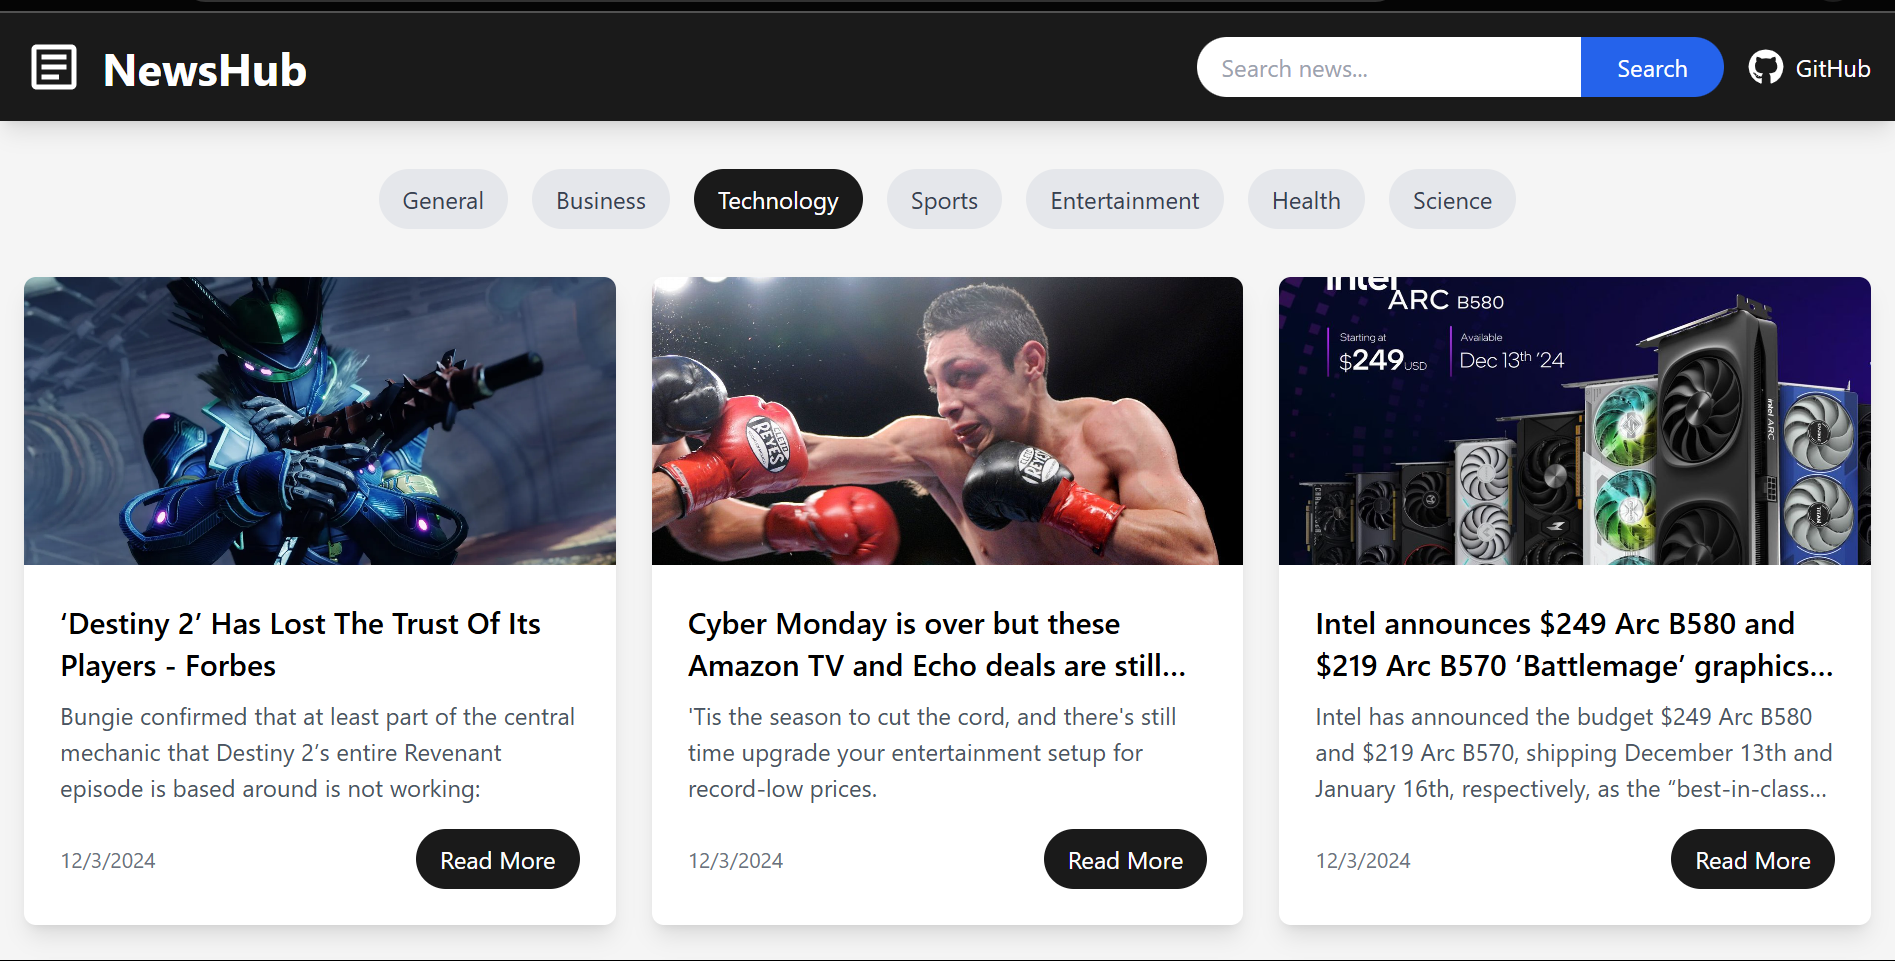 NewsHub
Search news...
Search
GitHub
General
Business
Technology
Sports
Entertainment
Health
Science
CLETO
REYES
REYES
intel
ARC B580
Starting at
$249 USD
Available
Dec 13th '24
intel ARC
‘Destiny 2’ Has Lost The Trust Of Its
Players - Forbes
Bungie confirmed that at least part of the central
mechanic that Destiny 2’s entire Revenant
episode is based around is not working:
12/3/2024
Read More
Cyber Monday is over but these
Amazon TV and Echo deals are still...
'Tis the season to cut the cord, and there's still
time upgrade your entertainment setup for
record-low prices.
12/3/2024
Read More
Intel announces $249 Arc B580 and
$219 Arc B570 ‘Battlemage’ graphics...
Intel has announced the budget $249 Arc B580
and $219 Arc B570, shipping December 13th and
January 16th, respectively, as the “best-in-class...
12/3/2024
Read More